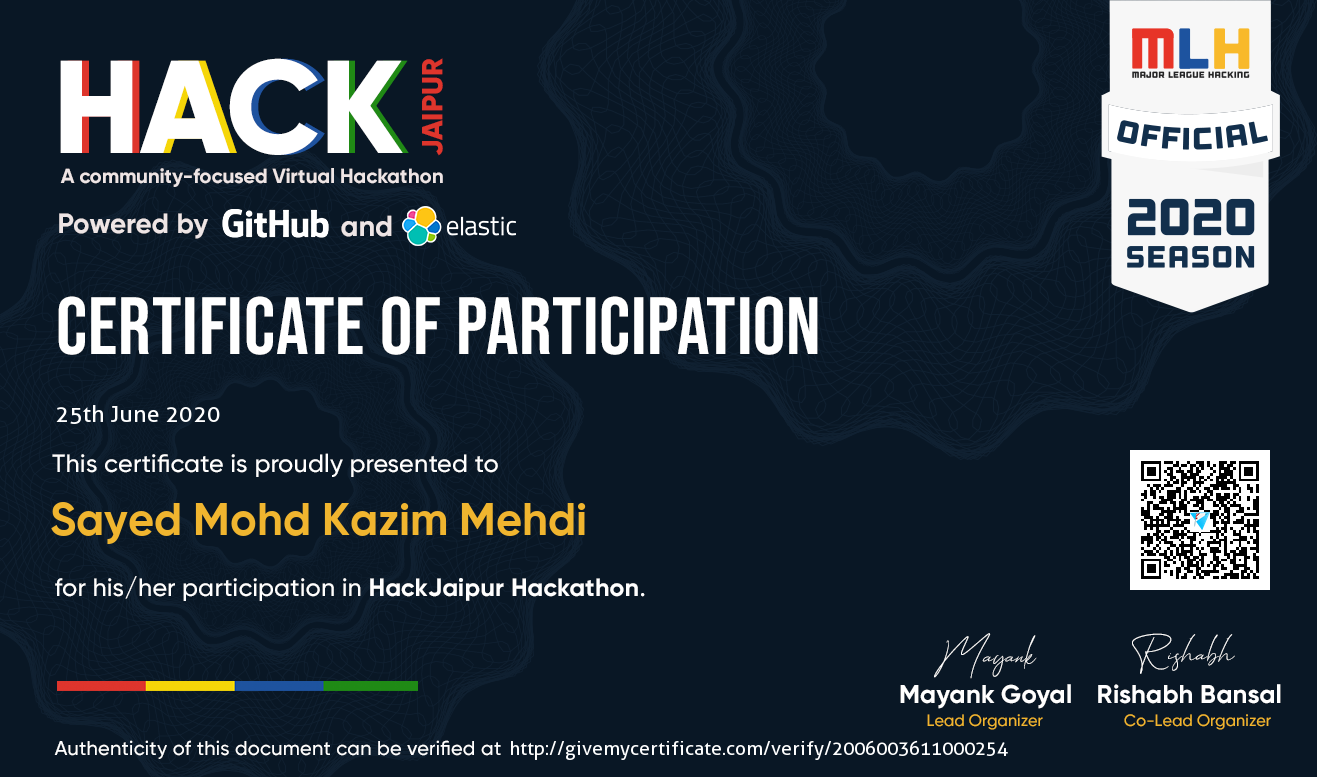 HACK JAIPUR
A community-focused Virtual Hackathon
Powered by GitHub and elastic
MLH
MAJOR LEAGUE HACKING
OFFICIAL
2020
SEASON
CERTIFICATE OF PARTICIPATION
25th June 2020
This certificate is proudly presented to
Sayed Mohd Kazim Mehdi
for his/her participation in HackJaipur Hackathon.
Mayank
Mayank Goyal
Lead Organizer
Rishabh
Rishabh Bansal
Co-Lead Organizer
Authenticity of this document can be verified at http://givemycertificate.com/verify/2006003611000254